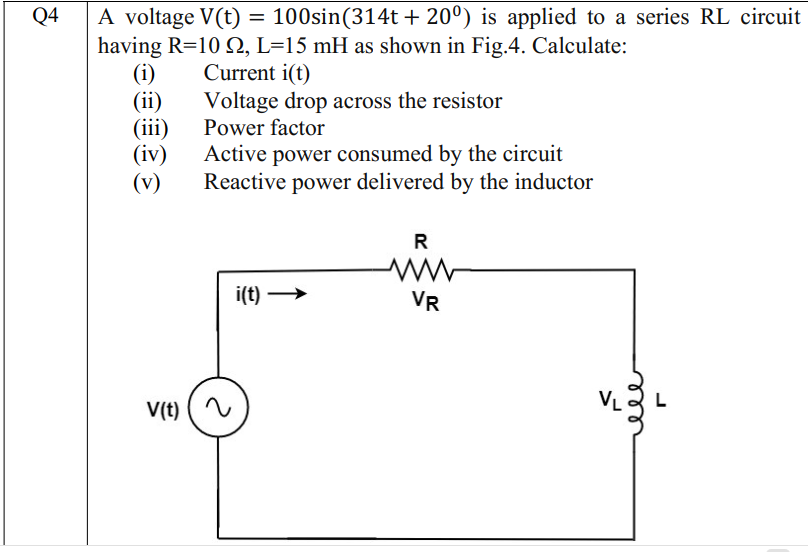 Q4 A voltage V(t) = 100sin(314t + 20⁰) is applied to a series RL circuit
having R=10 Ω, L=15 mH as shown in Fig.4. Calculate:
(i) Current i(t)
(ii) Voltage drop across the resistor
(iii) Power factor
(iv) Active power consumed by the circuit
(v) Reactive power delivered by the inductor
R
i(t)
VR
V(t)
VL
L